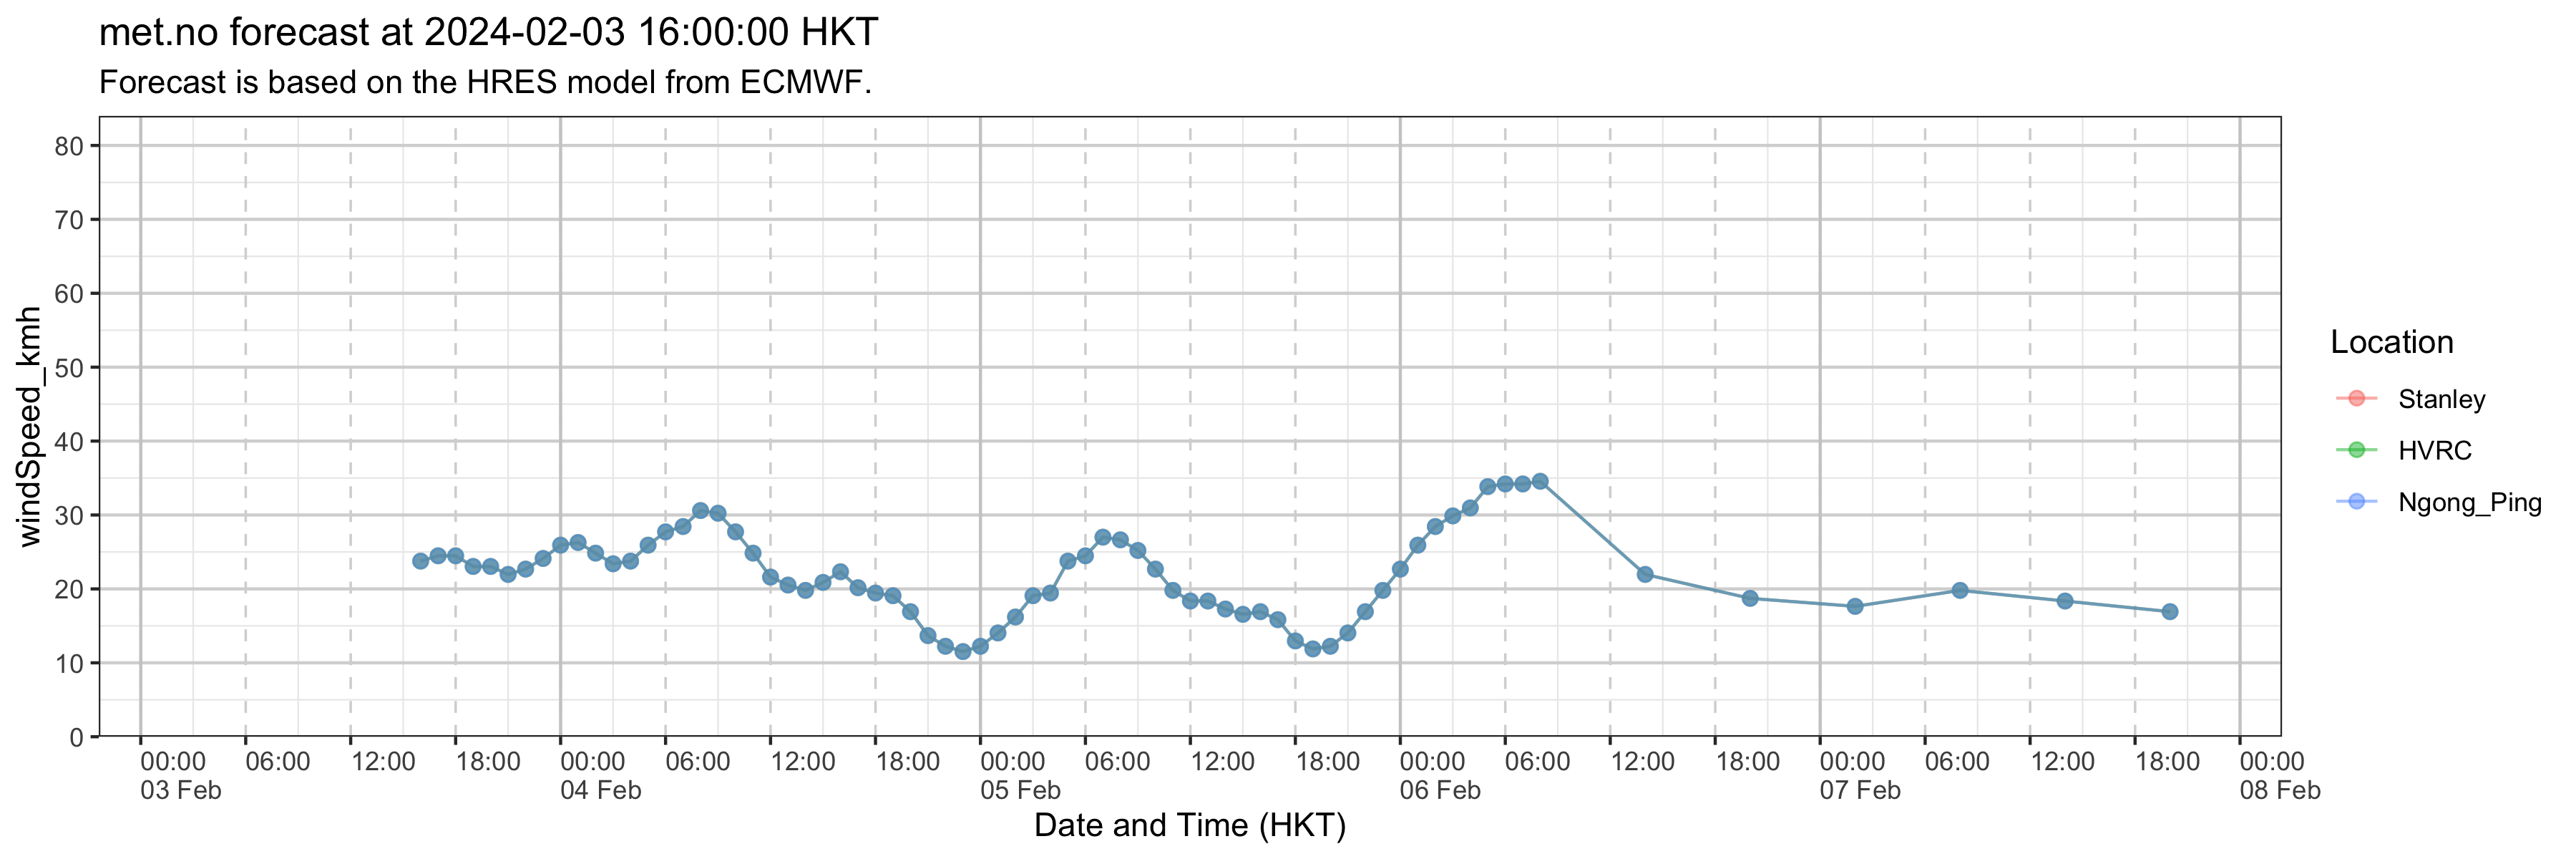 met.no forecast at 2024-02-03 16:00:00 HKT
Forecast is based on the HRES model from ECMWF.
windSpeed_kmh
80
70
60
50
40
30
20
10
0
00:00 06:00 12:00 18:00 00:00 06:00 12:00 18:00 00:00 06:00 12:00 18:00 00:00 06:00 12:00 18:00 00:00 06:00 12:00 18:00 00:00
03 Feb 04 Feb 05 Feb 06 Feb 07 Feb 08 Feb
Date and Time (HKT)
Location
Stanley
HVRC
Ngong_Ping